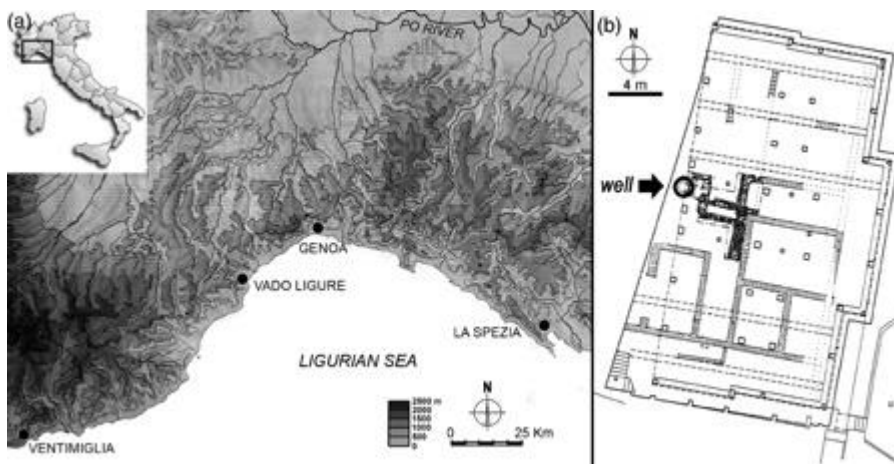 (a)
PO RIVER
GENOA
VADO LIGURE
LA SPEZIA
LIGURIAN SEA
VENTIMIGLIA
2500 m
2000
1500
1000
500
0
N
0 25 Km
(b)
N
4 m
well